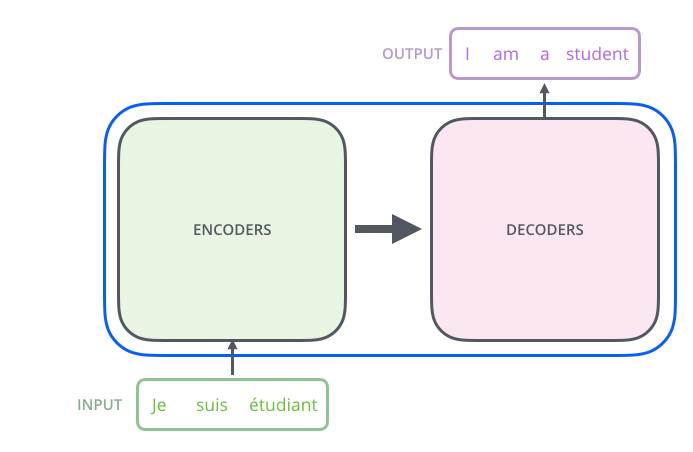 OUTPUT I am a student
ENCODERS DECODERS
INPUT Je suis étudiant